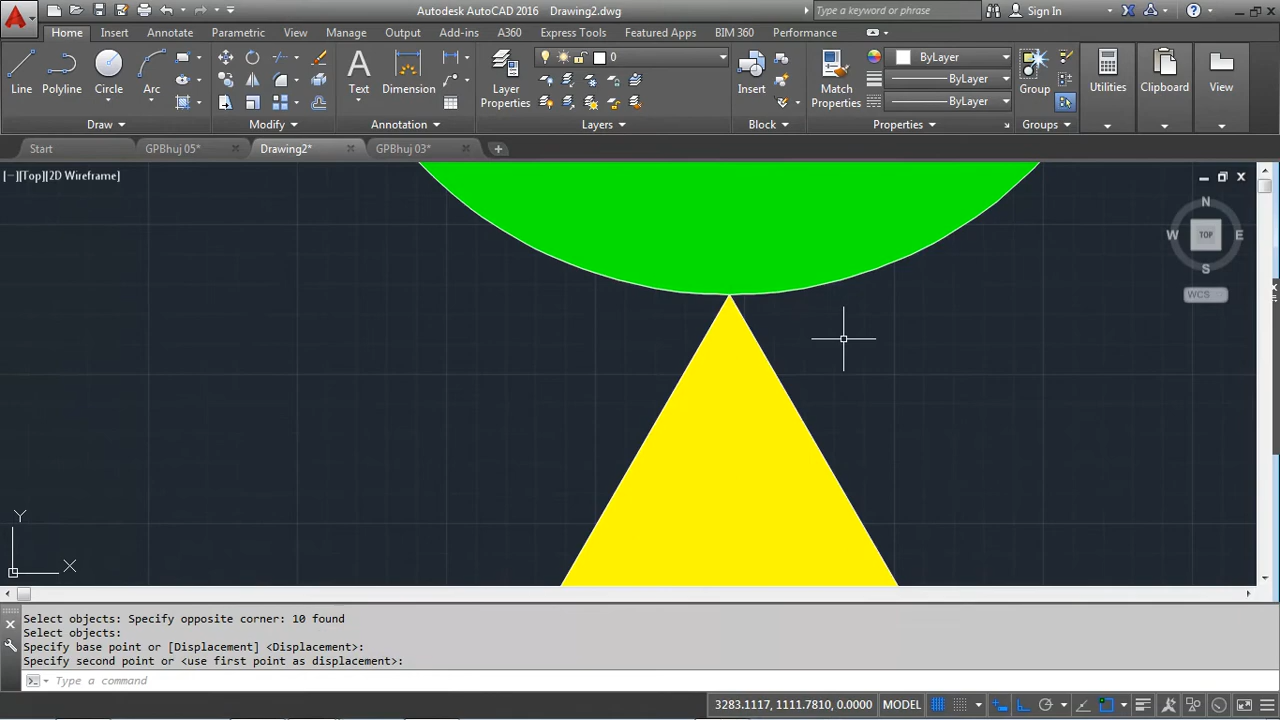 Autodesk AutoCAD 2016 Drawing2.dwg
Type a keyword or phrase
Sign In
Home Insert Annotate Parametric View Manage Output Add-ins A360 Express Tools Featured Apps BIM 360 Performance
0
ByLayer
ByLayer
ByLayer
Line Polyline Circle Arc Text Dimension Layer Properties Insert Match Properties Group Utilities Clipboard View
Draw Modify Annotation Layers Block Properties Groups
Start GPBhuj 05* Drawing2* GPBhuj 03*
[−][Top][2D Wireframe]
N
W TOP E
S
WCS
Y
X
Select objects: Specify opposite corner: 10 found
Select objects:
Specify base point or [Displacement] <Displacement>:
Specify second point or <use first point as displacement>:
Type a command
3283.1117, 1111.7780, 0.0000 MODEL